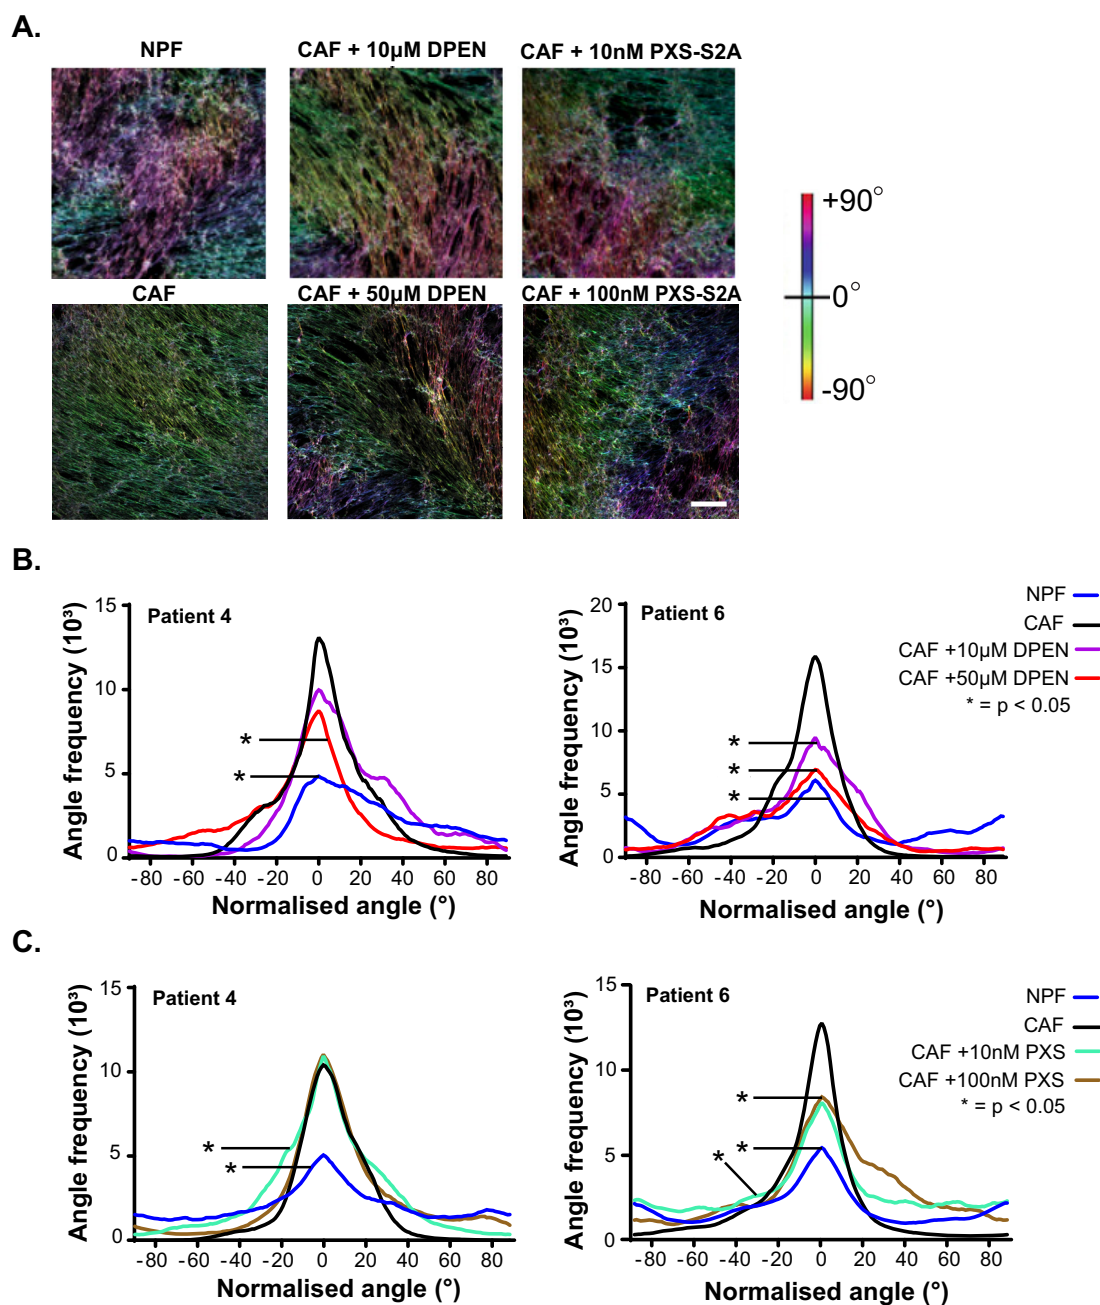 A.
NPF
CAF + 10µM DPEN
CAF + 10nM PXS-S2A
CAF
CAF + 50µM DPEN
CAF + 100nM PXS-S2A
+90°
0°
-90°
B.
Angle frequency (10³)
15
10
5
0
Patient 4
*
*
-80 -60 -40 -20 0 20 40 60 80
Normalised angle (°)
Angle frequency (10³)
20
15
10
5
0
Patient 6
*
*
*
-80 -60 -40 -20 0 20 40 60 80
Normalised angle (°)
NPF
CAF
CAF +10µM DPEN
CAF +50µM DPEN
* = p < 0.05
C.
Angle frequency (10³)
15
10
5
0
Patient 4
*
*
-80 -60 -40 -20 0 20 40 60 80
Normalised angle (°)
Angle frequency (10³)
15
10
5
0
Patient 6
*
*
*
-80 -60 -40 -20 0 20 40 60 80
Normalised angle (°)
NPF
CAF
CAF +10nM PXS
CAF +100nM PXS
* = p < 0.05